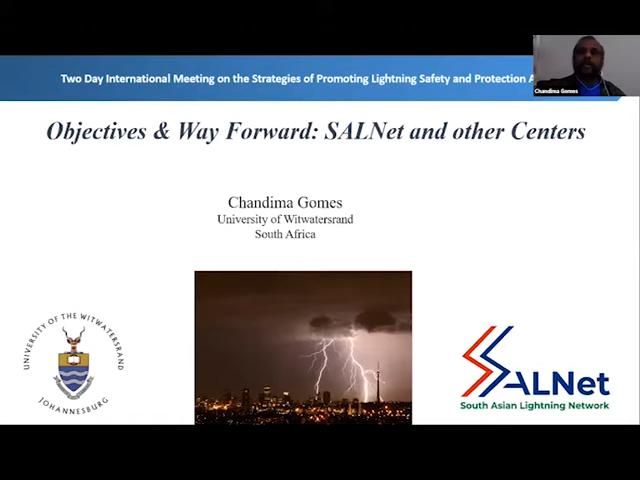 Two Day International Meeting on the Strategies of Promoting Lightning Safety and Protection A
Chandima Gomes
Objectives & Way Forward: SALNet and other Centers
Chandima Gomes
University of Witwatersrand
South Africa
UNIVERSITY OF THE WITWATERSRAND
JOHANNESBURG
SALNet
South Asian Lightning Network